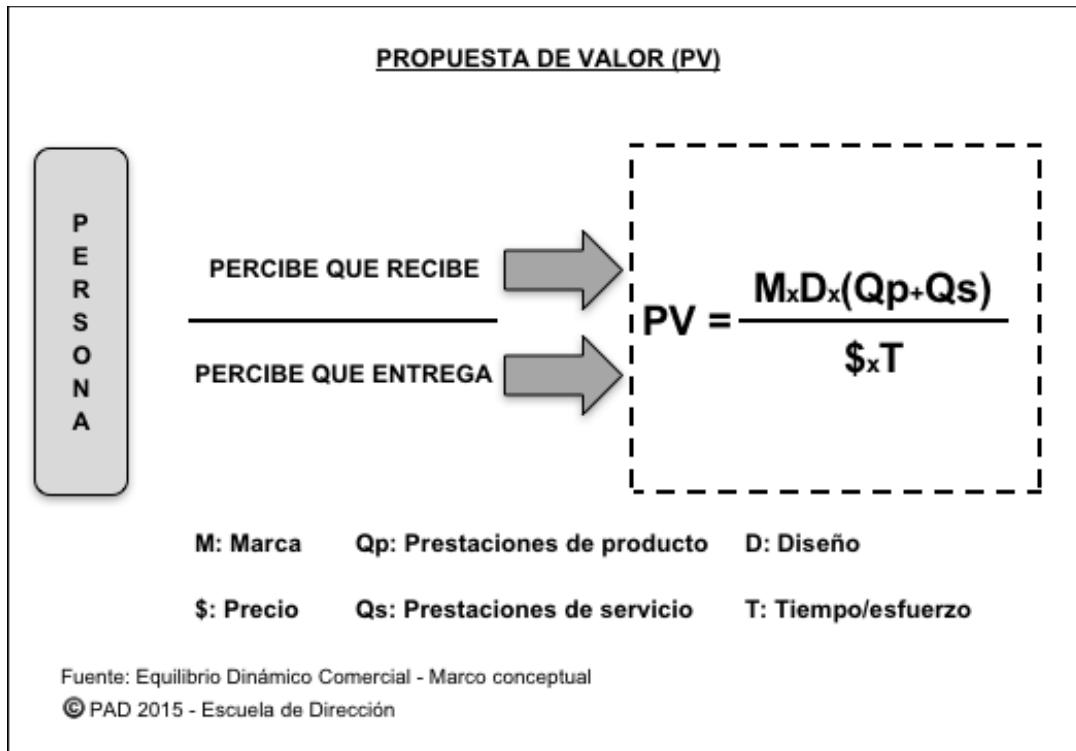 PROPUESTA DE VALOR (PV)
PERSONA
PERCIBE QUE RECIBE
PERCIBE QUE ENTREGA
PV = MxDx(Qp+Qs)
$xT
M: Marca Qp: Prestaciones de producto D: Diseño
$: Precio Qs: Prestaciones de servicio T: Tiempo/esfuerzo
Fuente: Equilibrio Dinámico Comercial - Marco conceptual
© PAD 2015 - Escuela de Dirección